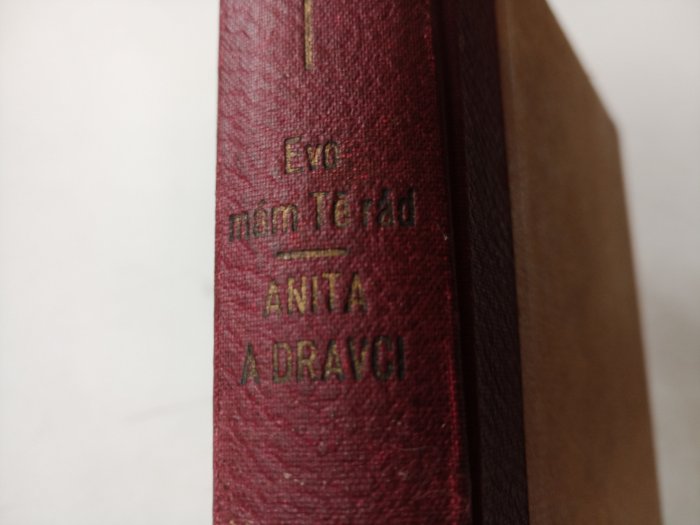 Evo
mám Tě rád
ANITA
A DRAVCI